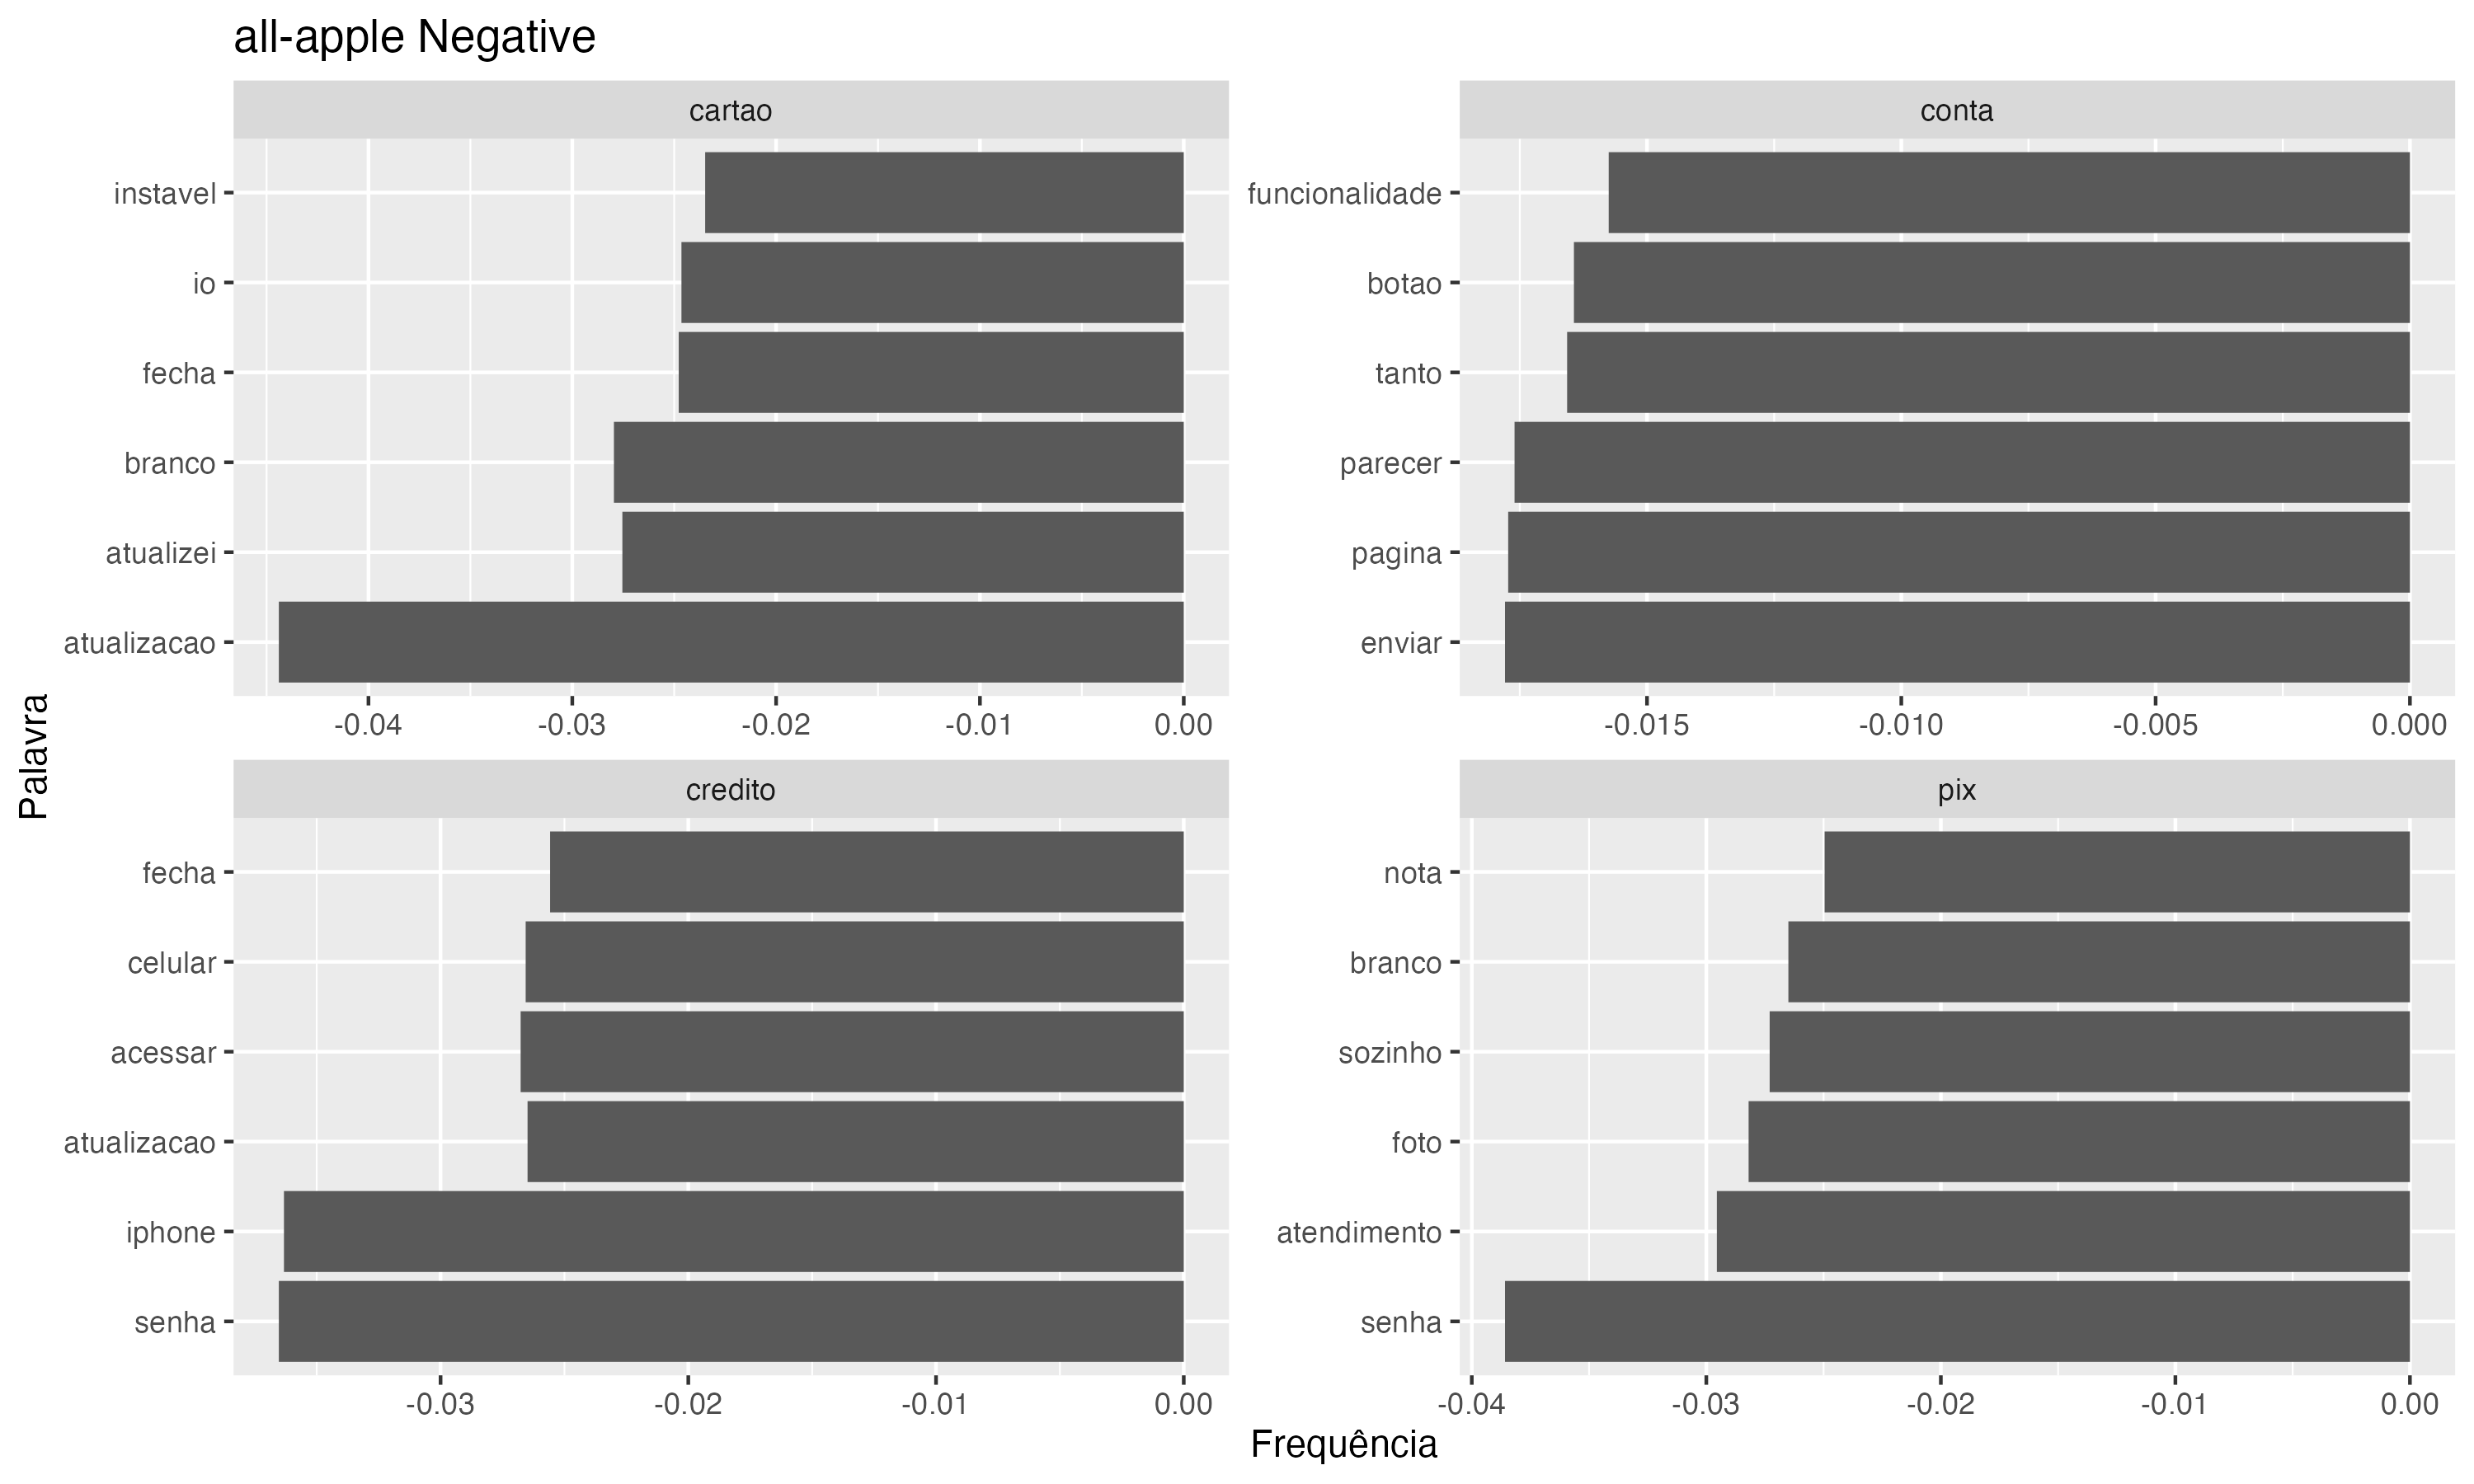 all-apple Negative
cartao
instavel
io
fecha
branco
atualizei
atualizacao
-0.04 -0.03 -0.02 -0.01 0.00
conta
funcionalidade
botao
tanto
parecer
pagina
enviar
-0.015 -0.010 -0.005 0.000
credito
fecha
celular
acessar
atualizacao
iphone
senha
-0.03 -0.02 -0.01 0.00
pix
nota
branco
sozinho
foto
atendimento
senha
-0.04 -0.03 -0.02 -0.01 0.00
Palavra
Frequência